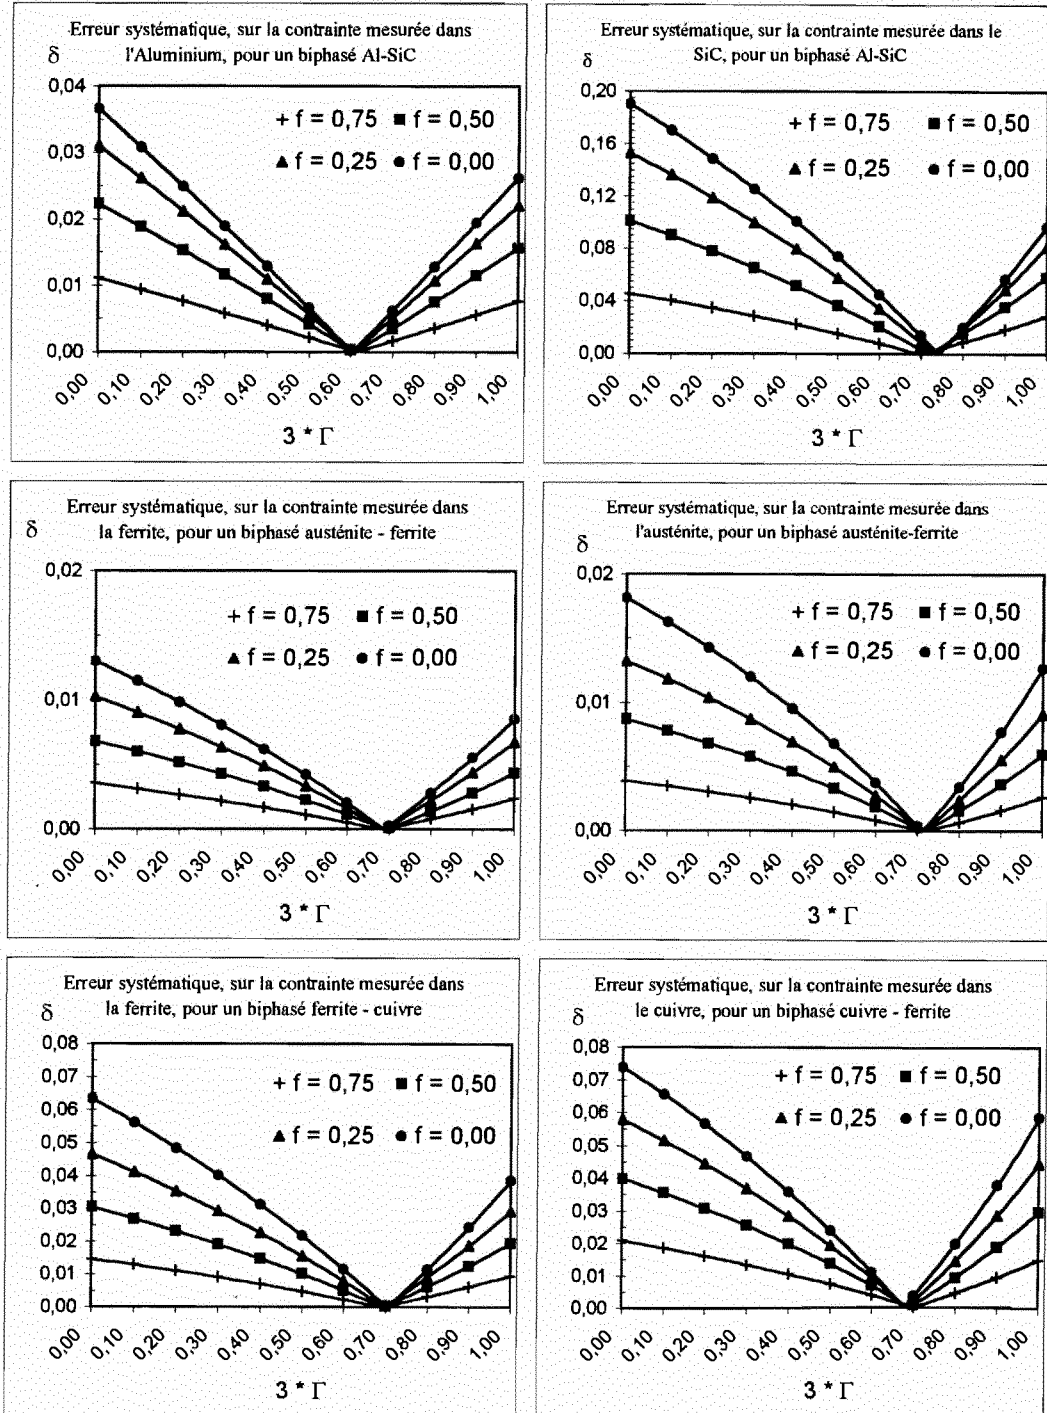 Erreur systématique, sur la contrainte mesurée dans
l'Aluminium, pour un biphasé Al-SiC
δ
0,04
0,03
0,02
0,01
0,00
+ f = 0,75 ■ f = 0,50
▲ f = 0,25 ● f = 0,00
0,00 0,10 0,20 0,30 0,40 0,50 0,60 0,70 0,80 0,90 1,00
3 * Γ
Erreur systématique, sur la contrainte mesurée dans le
SiC, pour un biphasé Al-SiC
δ
0,20
0,16
0,12
0,08
0,04
0,00
+ f = 0,75 ■ f = 0,50
▲ f = 0,25 ● f = 0,00
0,00 0,10 0,20 0,30 0,40 0,50 0,60 0,70 0,80 0,90 1,00
3 * Γ
Erreur systématique, sur la contrainte mesurée dans
la ferrite, pour un biphasé austénite - ferrite
δ
0,02
0,01
0,00
+ f = 0,75 ■ f = 0,50
▲ f = 0,25 ● f = 0,00
0,00 0,10 0,20 0,30 0,40 0,50 0,60 0,70 0,80 0,90 1,00
3 * Γ
Erreur systématique, sur la contrainte mesurée dans
l'austénite, pour un biphasé austénite-ferrite
δ
0,02
0,01
0,00
+ f = 0,75 ■ f = 0,50
▲ f = 0,25 ● f = 0,00
0,00 0,10 0,20 0,30 0,40 0,50 0,60 0,70 0,80 0,90 1,00
3 * Γ
Erreur systématique, sur la contrainte mesurée dans
la ferrite, pour un biphasé ferrite - cuivre
δ
0,08
0,07
0,06
0,05
0,04
0,03
0,02
0,01
0,00
+ f = 0,75 ■ f = 0,50
▲ f = 0,25 ● f = 0,00
0,00 0,10 0,20 0,30 0,40 0,50 0,60 0,70 0,80 0,90 1,00
3 * Γ
Erreur systématique, sur la contrainte mesurée dans
le cuivre, pour un biphasé cuivre - ferrite
δ
0,08
0,07
0,06
0,05
0,04
0,03
0,02
0,01
0,00
+ f = 0,75 ■ f = 0,50
▲ f = 0,25 ● f = 0,00
0,00 0,10 0,20 0,30 0,40 0,50 0,60 0,70 0,80 0,90 1,00
3 * Γ